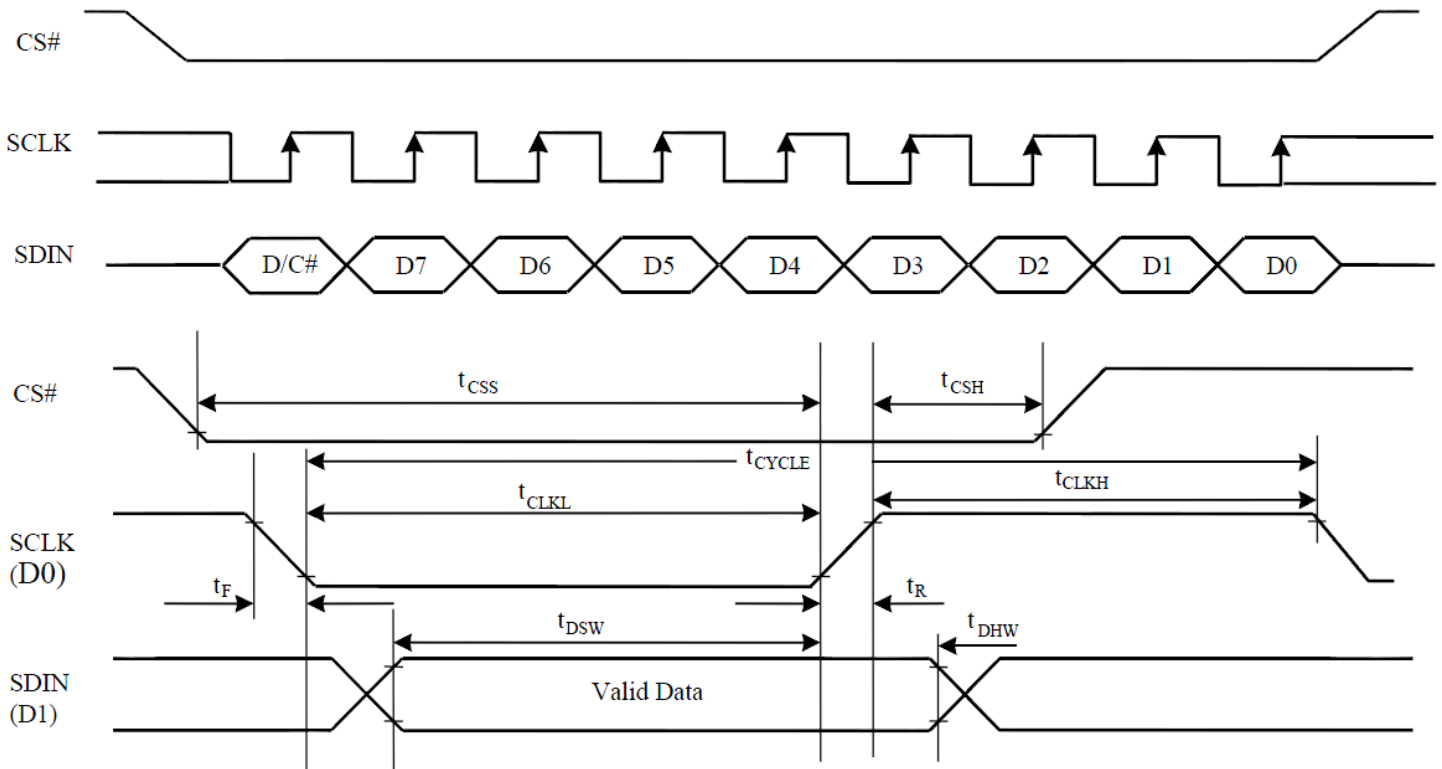 CS#
SCLK
SDIN D/C# D7 D6 D5 D4 D3 D2 D1 D0
CS# tCSS tCSH
tCYCLE
tCLKL tCLKH
SCLK
(D0)
tF tR
tDSW tDHW
SDIN Valid Data
(D1)